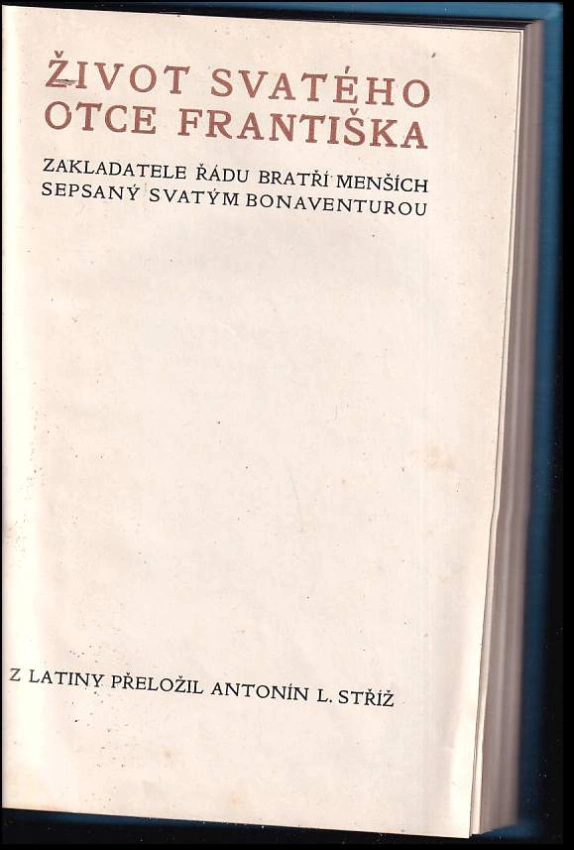 ŽIVOT SVATÉHO
OTCE FRANTIŠKA
ZAKLADATELE ŘÁDU BRATŘÍ MENŠÍCH
SEPSANÝ SVATÝM BONAVENTUROU
Z LATINY PŘELOŽIL ANTONÍN L. STŘÍŽ